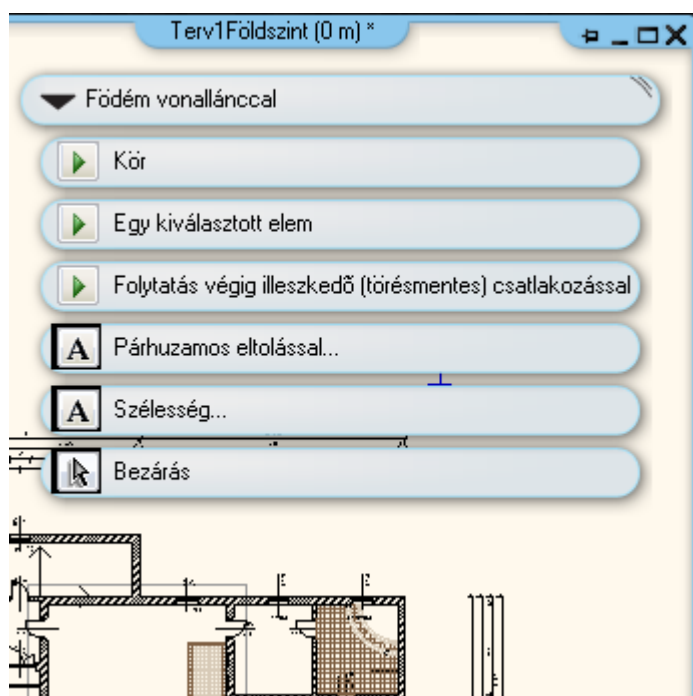 Terv1Földszint (0 m) *
Födém vonallánccal
Kör
Egy kiválasztott elem
Folytatás végig illeszkedő (törésmentes) csatlakozással
A Párhuzamos eltolással...
A Szélesség...
Bezárás